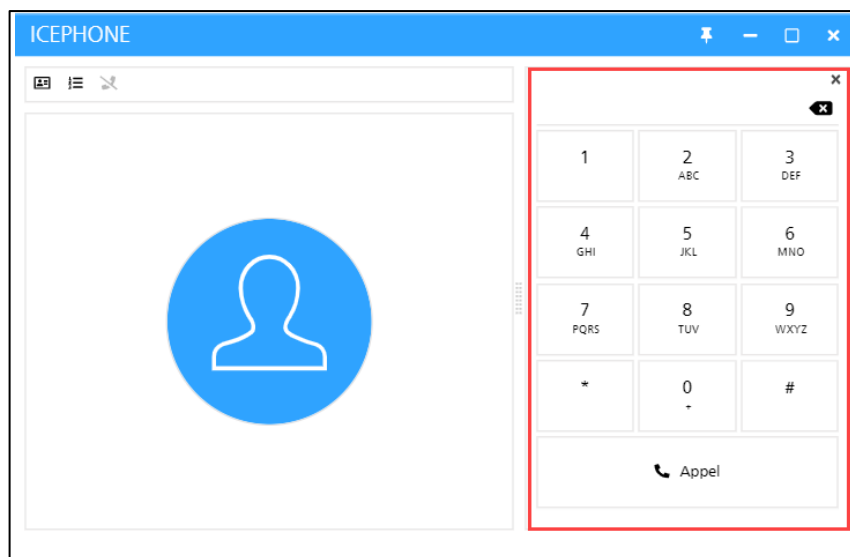 ICEPHONE
1
2
ABC
3
DEF
4
GHI
5
JKL
6
MNO
7
PQRS
8
TUV
9
WXYZ
*
0
+
#
Appel